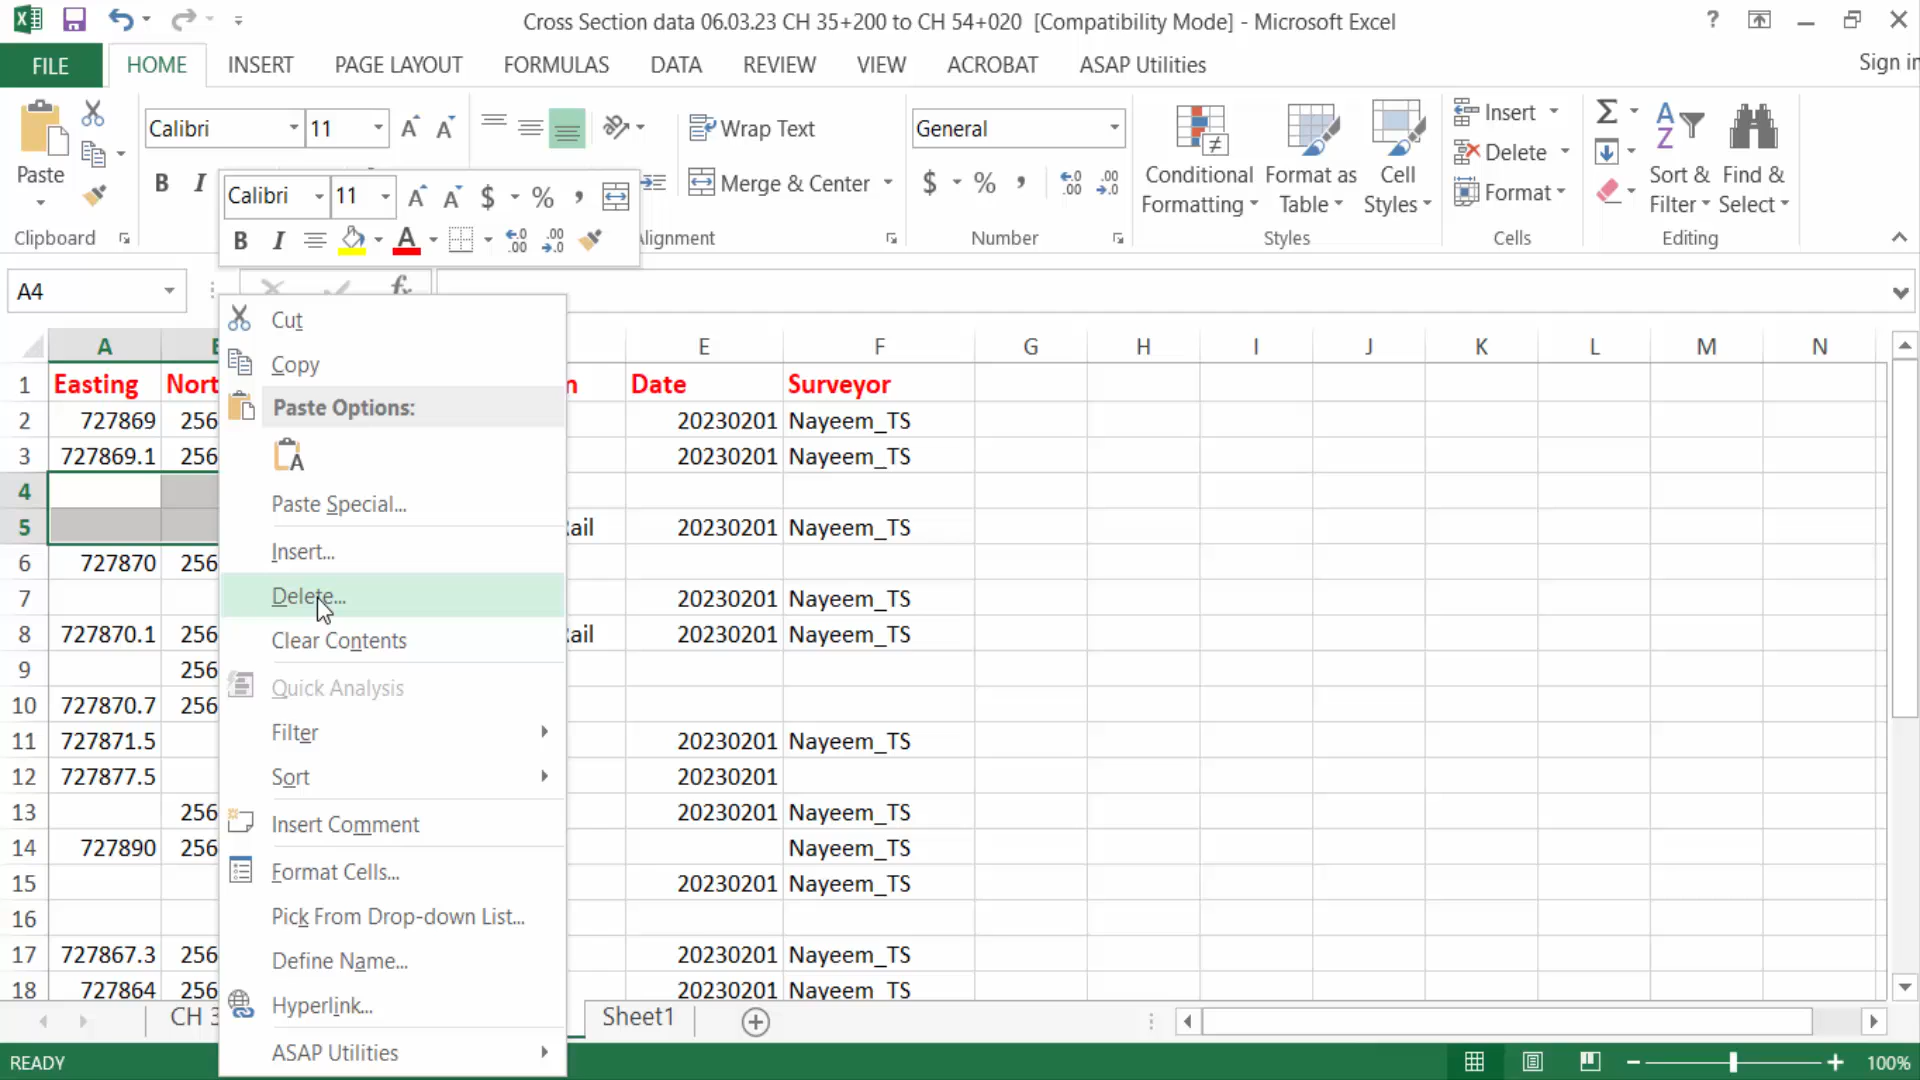 Cross Section data 06.03.23 CH 35+200 to CH 54+020 [Compatibility Mode] - Microsoft Excel
FILE HOME INSERT PAGE LAYOUT FORMULAS DATA REVIEW VIEW ACROBAT ASAP Utilities Sign in
Calibri 11 Wrap Text General Insert
Paste Merge & Center Conditional Formatting Format as Table Cell Styles Delete Sort & Filter Find & Select
Format
Clipboard Alignment Number Styles Cells Editing
Calibri 11 $ % ,
B I
A4
Cut
Copy
Paste Options:
Paste Special...
Insert...
Delete...
Clear Contents
Quick Analysis
Filter
Sort
Insert Comment
Format Cells...
Pick From Drop-down List...
Define Name...
Hyperlink...
ASAP Utilities
A E F G H I J K L M N
1 Easting Nort n Date Surveyor
2 727869 256 20230201 Nayeem_TS
3 727869.1 256 20230201 Nayeem_TS
4
5 Rail 20230201 Nayeem_TS
6 727870 256
7 20230201 Nayeem_TS
8 727870.1 256 Rail 20230201 Nayeem_TS
9 256
10 727870.7 256
11 727871.5 20230201 Nayeem_TS
12 727877.5 20230201
13 256 20230201 Nayeem_TS
14 727890 256 Nayeem_TS
15 20230201 Nayeem_TS
16
17 727867.3 256 20230201 Nayeem_TS
18 727864 256 20230201 Nayeem_TS
CH 3 Sheet1
READY 100%